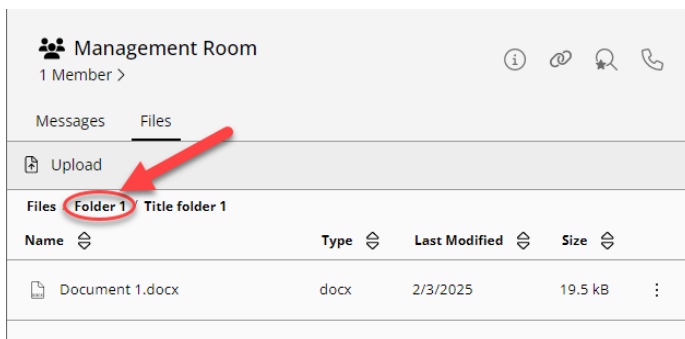 Management Room
1 Member >
Messages Files
Upload
Files / Folder 1 / Title folder 1
Name Type Last Modified Size
Document 1.docx docx 2/3/2025 19.5 kB